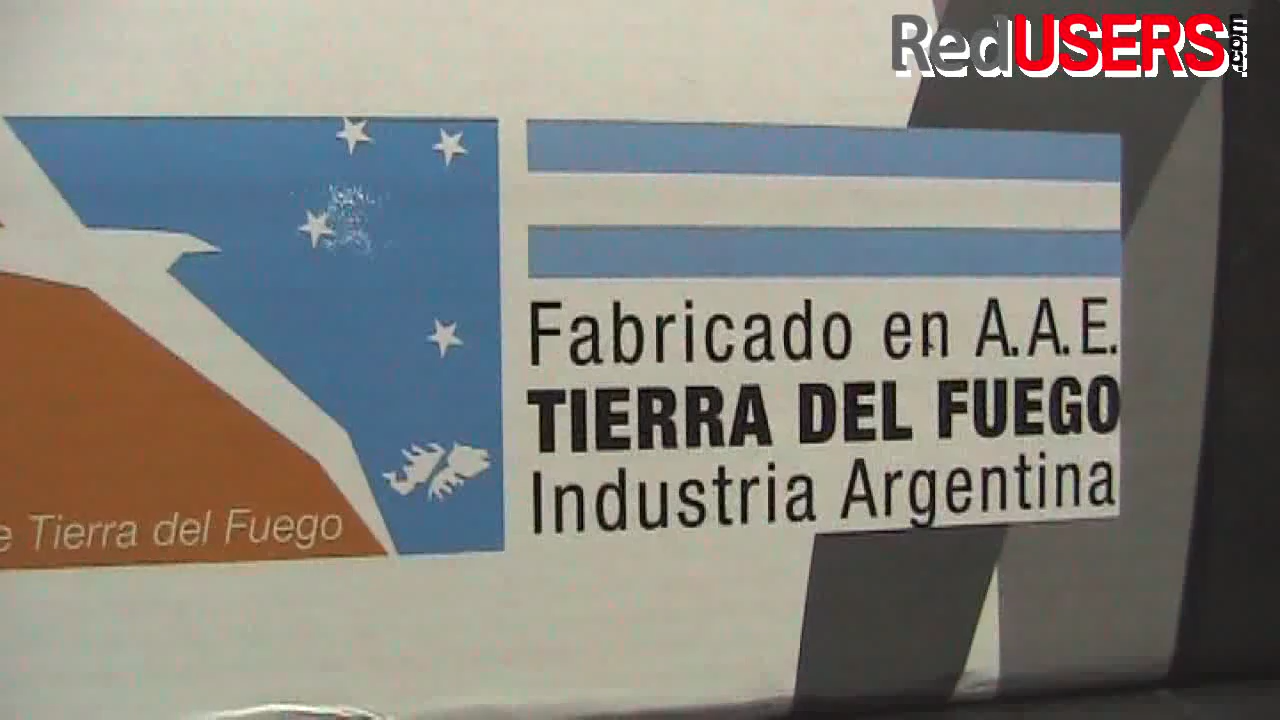 RedUSERS.com
Fabricado en A.A.E.
TIERRA DEL FUEGO
Industria Argentina
e Tierra del Fuego